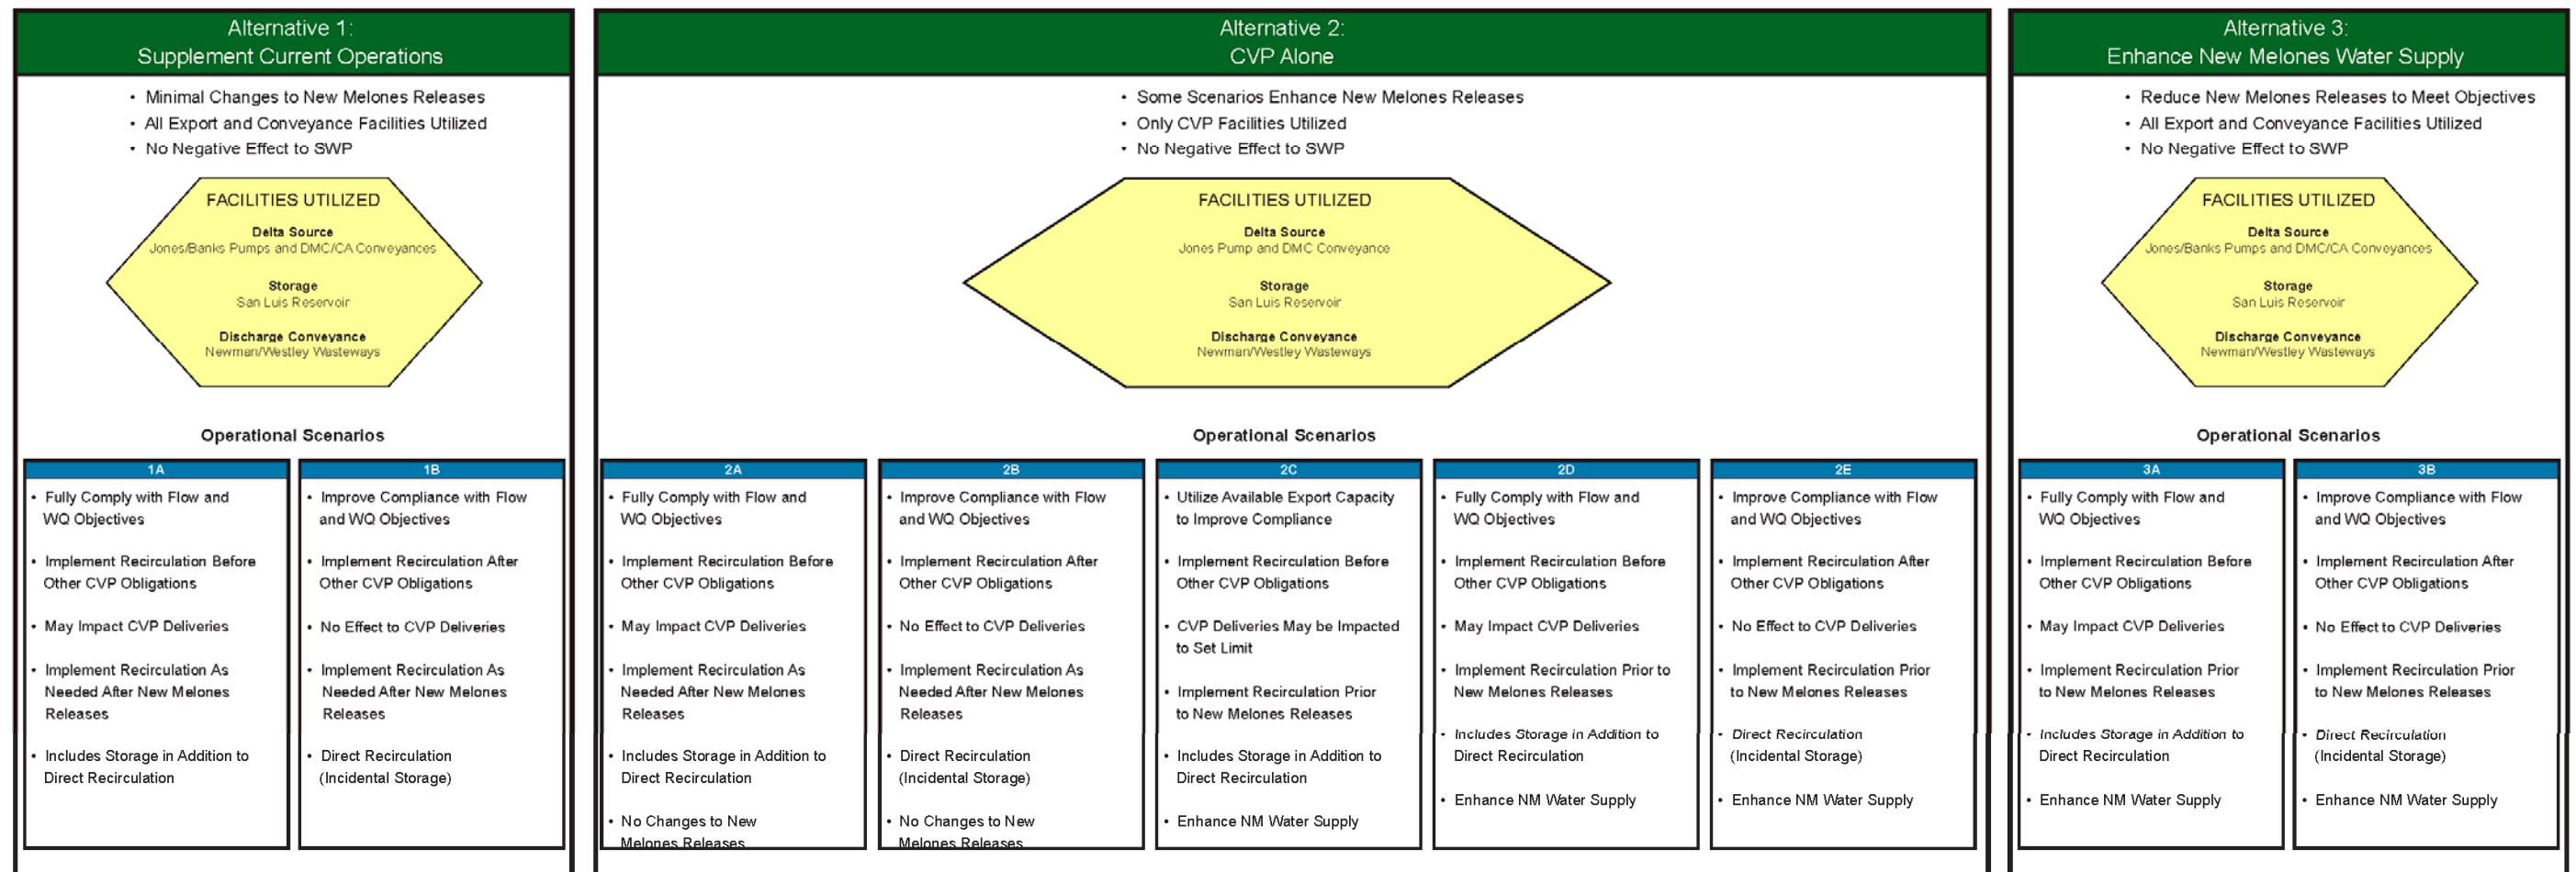 Alternative 1:
Supplement Current Operations
• Minimal Changes to New Melones Releases
• All Export and Conveyance Facilities Utilized
• No Negative Effect to SWP
FACILITIES UTILIZED
Delta Source
Jones/Banks Pumps and DMC/CA Conveyances
Storage
San Luis Reservoir
Discharge Conveyance
Newman/Westley Wasteways
Operational Scenarios
1A
• Fully Comply with Flow and
WQ Objectives
• Implement Recirculation Before
Other CVP Obligations
• May Impact CVP Deliveries
• Implement Recirculation As
Needed After New Melones
Releases
• Includes Storage in Addition to
Direct Recirculation
1B
• Improve Compliance with Flow
and WQ Objectives
• Implement Recirculation After
Other CVP Obligations
• No Effect to CVP Deliveries
• Implement Recirculation As
Needed After New Melones
Releases
• Direct Recirculation
(Incidental Storage)
Alternative 2:
CVP Alone
• Some Scenarios Enhance New Melones Releases
• Only CVP Facilities Utilized
• No Negative Effect to SWP
FACILITIES UTILIZED
Delta Source
Jones Pump and DMC Conveyance
Storage
San Luis Reservoir
Discharge Conveyance
Newman/Westley Wasteways
Operational Scenarios
2A
• Fully Comply with Flow and
WQ Objectives
• Implement Recirculation Before
Other CVP Obligations
• May Impact CVP Deliveries
• Implement Recirculation As
Needed After New Melones
Releases
• Includes Storage in Addition to
Direct Recirculation
• No Changes to New
Melones Releases
2B
• Improve Compliance with Flow
and WQ Objectives
• Implement Recirculation After
Other CVP Obligations
• No Effect to CVP Deliveries
• Implement Recirculation As
Needed After New Melones
Releases
• Direct Recirculation
(Incidental Storage)
• No Changes to New
Melones Releases
2C
• Utilize Available Export Capacity
to Improve Compliance
• Implement Recirculation Before
Other CVP Obligations
• CVP Deliveries May be Impacted
to Set Limit
• Implement Recirculation Prior
to New Melones Releases
• Includes Storage in Addition to
Direct Recirculation
• Enhance NM Water Supply
2D
• Fully Comply with Flow and
WQ Objectives
• Implement Recirculation Before
Other CVP Obligations
• May Impact CVP Deliveries
• Implement Recirculation Prior to
New Melones Releases
• Includes Storage in Addition to
Direct Recirculation
• Enhance NM Water Supply
2E
• Improve Compliance with Flow
and WQ Objectives
• Implement Recirculation After
Other CVP Obligations
• No Effect to CVP Deliveries
• Implement Recirculation Prior
to New Melones Releases
• Direct Recirculation
(Incidental Storage)
• Enhance NM Water Supply
Alternative 3:
Enhance New Melones Water Supply
• Reduce New Melones Releases to Meet Objectives
• All Export and Conveyance Facilities Utilized
• No Negative Effect to SWP
FACILITIES UTILIZED
Delta Source
Jones/Banks Pumps and DMC/CA Conveyances
Storage
San Luis Reservoir
Discharge Conveyance
Newman/Westley Wasteways
Operational Scenarios
3A
• Fully Comply with Flow and
WQ Objectives
• Implement Recirculation Before
Other CVP Obligations
• May Impact CVP Deliveries
• Implement Recirculation Prior
to New Melones Releases
• Includes Storage in Addition to
Direct Recirculation
• Enhance NM Water Supply
3B
• Improve Compliance with Flow
and WQ Objectives
• Implement Recirculation After
Other CVP Obligations
• No Effect to CVP Deliveries
• Implement Recirculation Prior
to New Melones Releases
• Direct Recirculation
(Incidental Storage)
• Enhance NM Water Supply